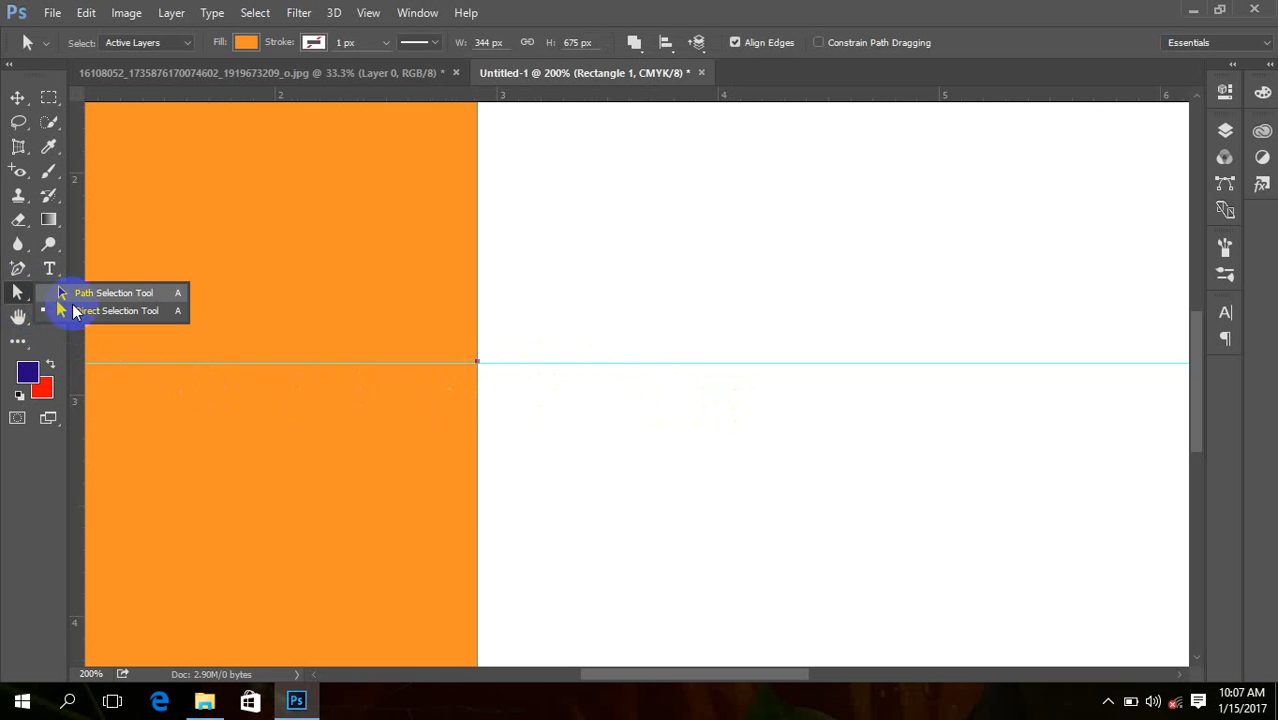 Ps File Edit Image Layer Type Select Filter 3D View Window Help
Select: Active Layers Fill: Stroke: 1 px W: 344 px H: 675 px Align Edges Constrain Path Dragging Essentials
16108052_1735876170074602_1919673209_o.jpg @ 33.3% (Layer 0, RGB/8) * × Untitled-1 @ 200% (Rectangle 1, CMYK/8) * ×
2 3 4 5 6
2
T
Path Selection Tool A
Direct Selection Tool A
A
3
4
200% Doc: 2.90M/0 bytes
Ps 10:07 AM
1/15/2017